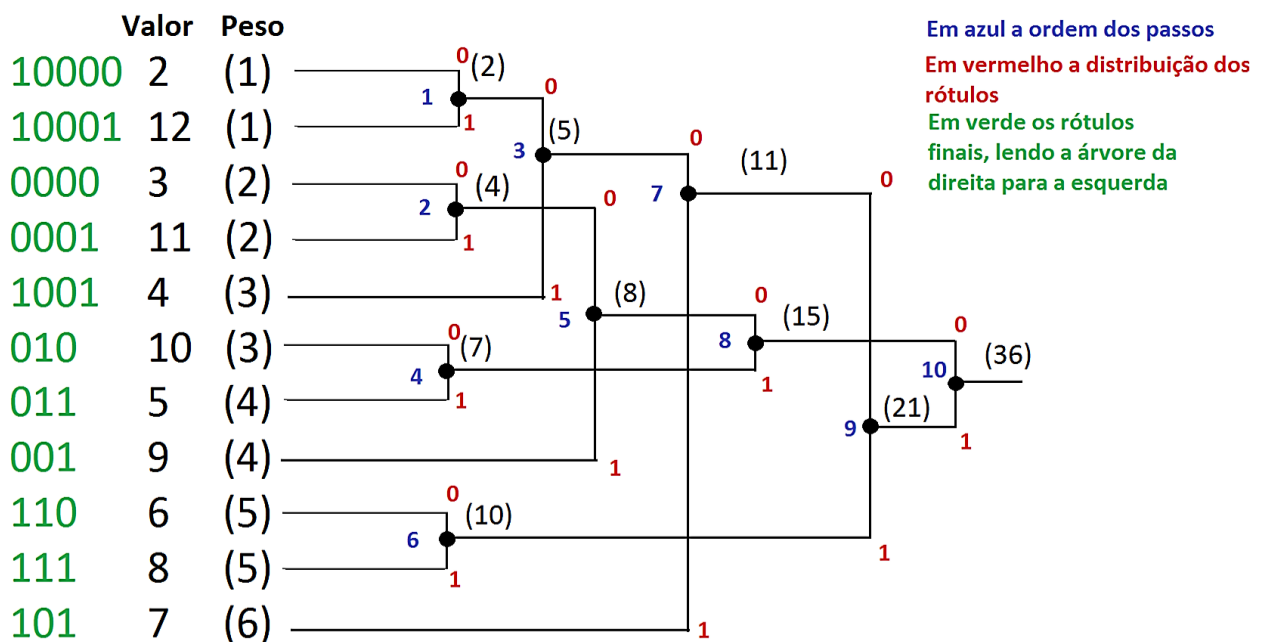 Valor Peso
10000 2 (1)
10001 12 (1)
0000 3 (2)
0001 11 (2)
1001 4 (3)
010 10 (3)
011 5 (4)
001 9 (4)
110 6 (5)
111 8 (5)
101 7 (6)
0 (2)
1
1
0
(5)
3
1
0 (4)
2
1
0
(8)
5
1
0 (7)
4
1
0
(10)
6
1
0
(11)
7
1
0
(15)
8
1
0
(21)
9
1
0
(36)
10
1
Em azul a ordem dos passos
Em vermelho a distribuição dos
rótulos
Em verde os rótulos
finais, lendo a árvore da
direita para a esquerda